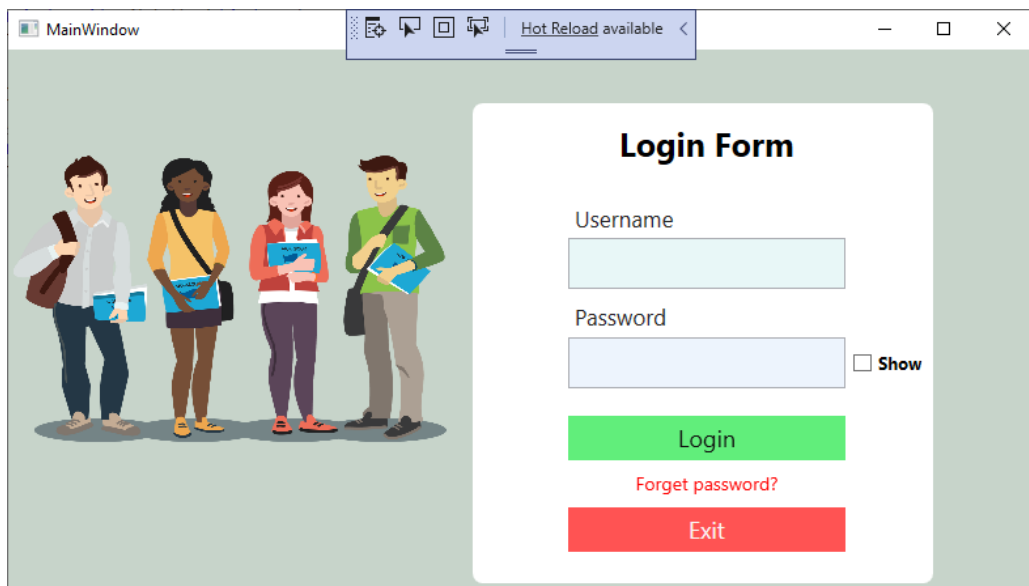 MainWindow
Hot Reload available
Login Form
Username
Password
Show
Login
Forget password?
Exit